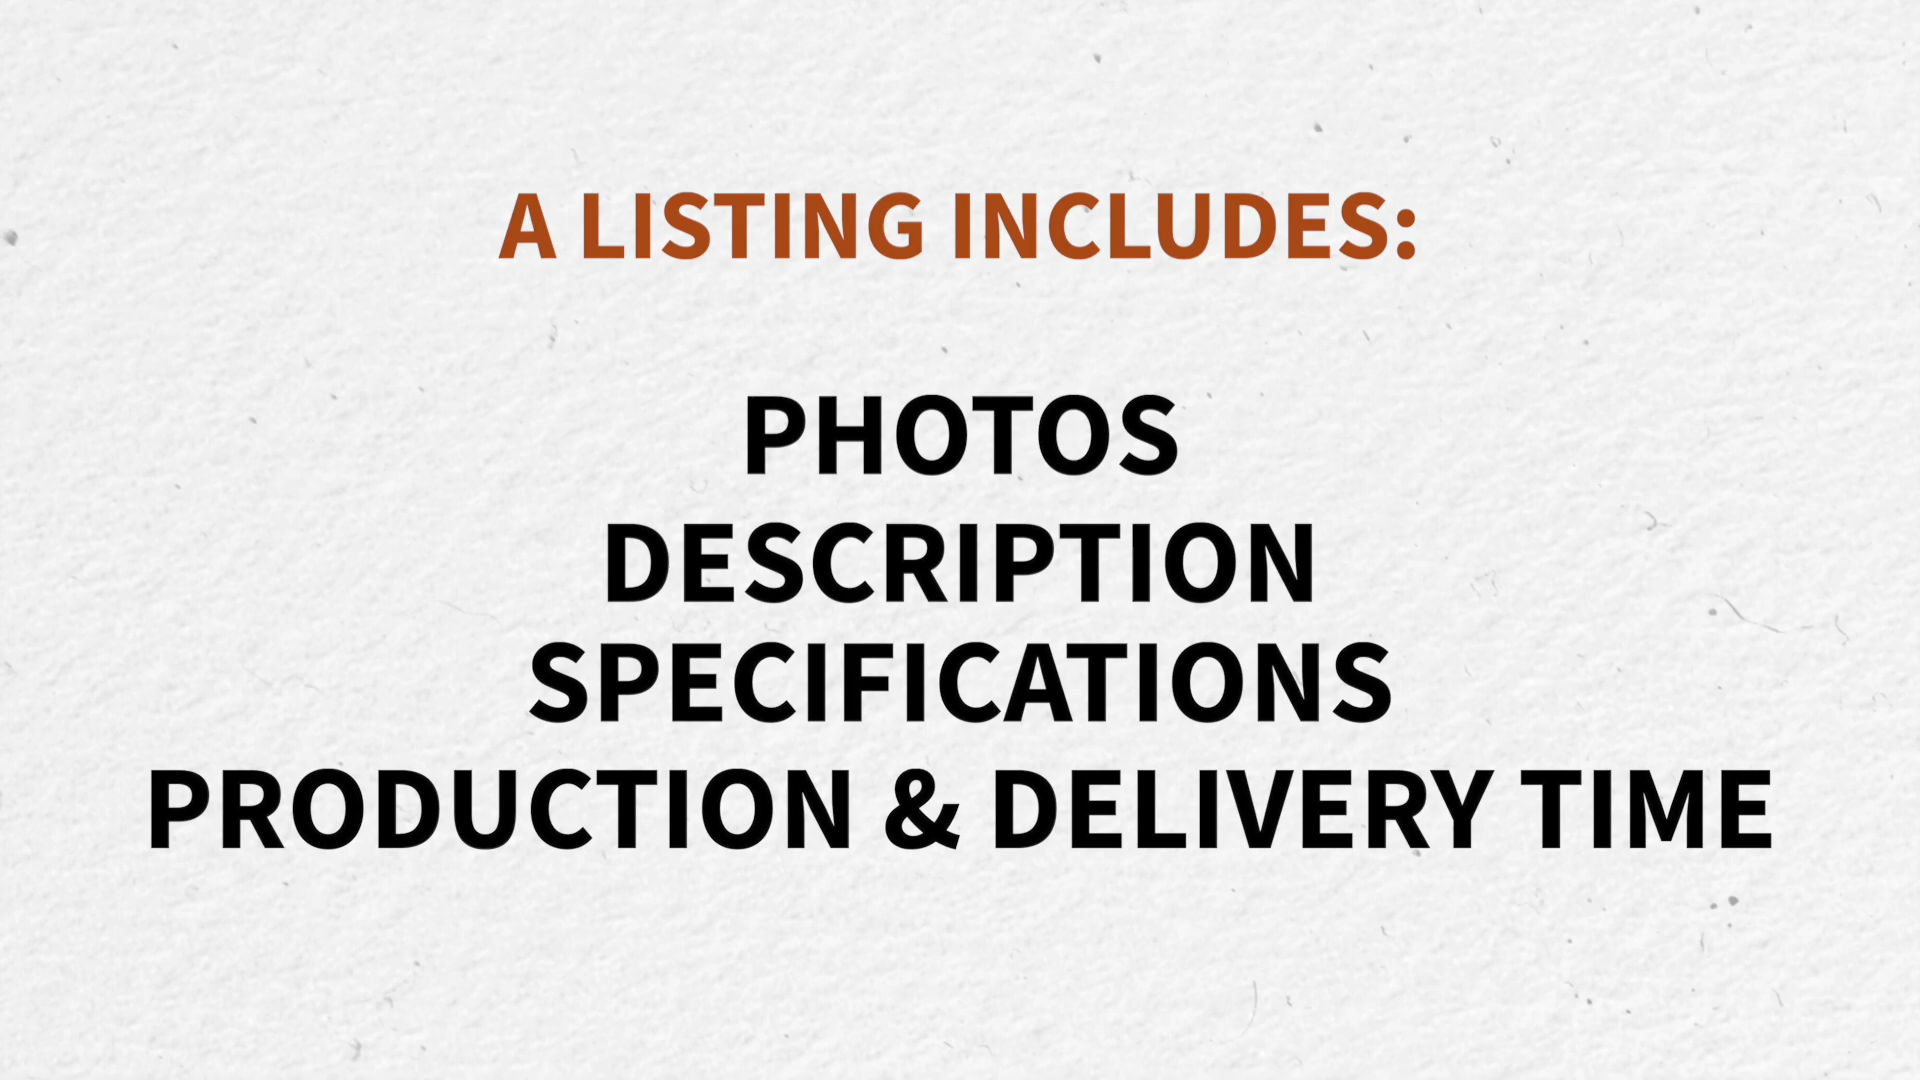 A LISTING INCLUDES:
PHOTOS
DESCRIPTION
SPECIFICATIONS
PRODUCTION & DELIVERY TIME